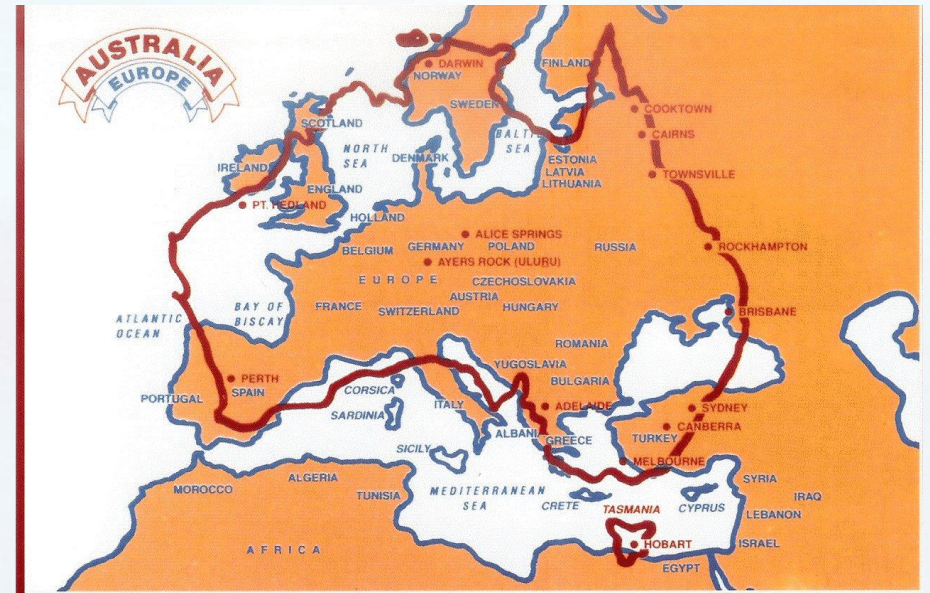 AUSTRALIA
EUROPE
DARWIN
NORWAY
FINLAND
SWEDEN
COOKTOWN
SCOTLAND
CAIRNS
BALTIC
SEA
NORTH
SEA
DENMARK
ESTONIA
LATVIA
LITHUANIA
IRELAND
TOWNSVILLE
ENGLAND
PT. HEDLAND
HOLLAND
ALICE SPRINGS
BELGIUM
GERMANY
POLAND
RUSSIA
ROCKHAMPTON
AYERS ROCK (ULURU)
EUROPE
CZECHOSLOVAKIA
AUSTRIA
FRANCE
SWITZERLAND
HUNGARY
BAY OF
BISCAY
BRISBANE
ATLANTIC
OCEAN
ROMANIA
YUGOSLAVIA
BULGARIA
PERTH
SPAIN
CORSICA
PORTUGAL
ITALY
ADELAIDE
SYDNEY
SARDINIA
CANBERRA
ALBANIA
GREECE
TURKEY
SICILY
MELBOURNE
MOROCCO
ALGERIA
TUNISIA
MEDITERRANEAN
SEA
CRETE
TASMANIA
CYPRUS
SYRIA
IRAQ
LEBANON
HOBART
ISRAEL
AFRICA
EGYPT